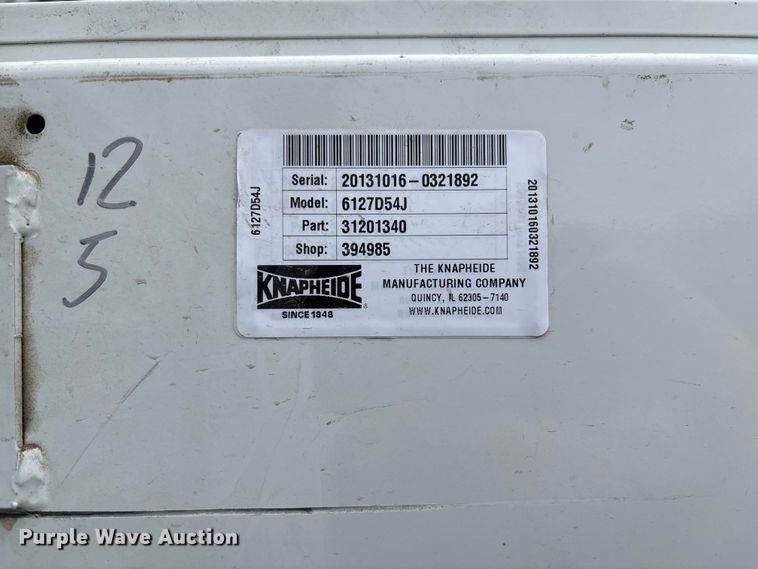 12
5
Serial: 20131016-0321892
Model: 6127D54J
Part: 31201340
Shop: 394985
6127D54J
201310160321892
KNAPHEIDE®
SINCE 1848
THE KNAPHEIDE
MANUFACTURING COMPANY
QUINCY, IL 62305-7140
WWW.KNAPHEIDE.COM
Purple Wave Auction